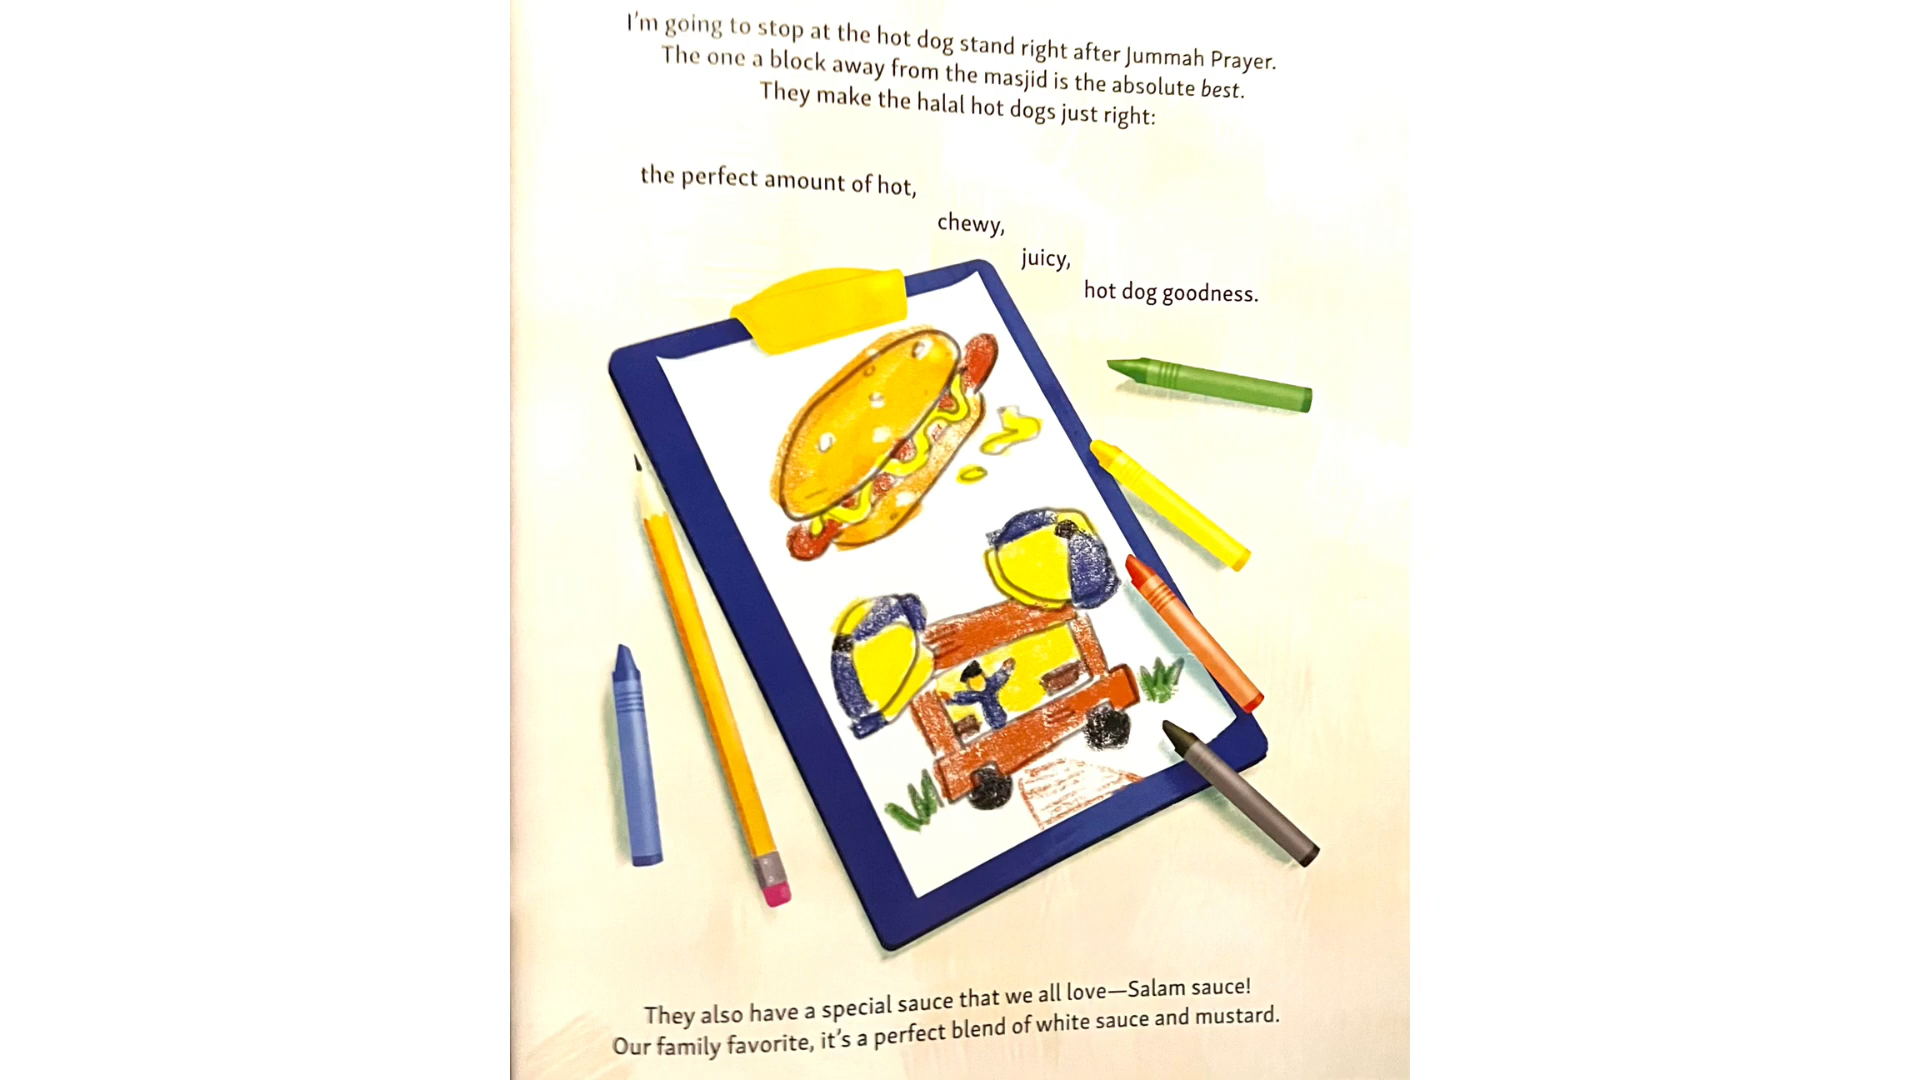 I'm going to stop at the hot dog stand right after Jummah Prayer.
The one a block away from the masjid is the absolute best.
They make the halal hot dogs just right:
the perfect amount of hot,
chewy,
juicy,
hot dog goodness.
They also have a special sauce that we all love—Salam sauce!
Our family favorite, it's a perfect blend of white sauce and mustard.